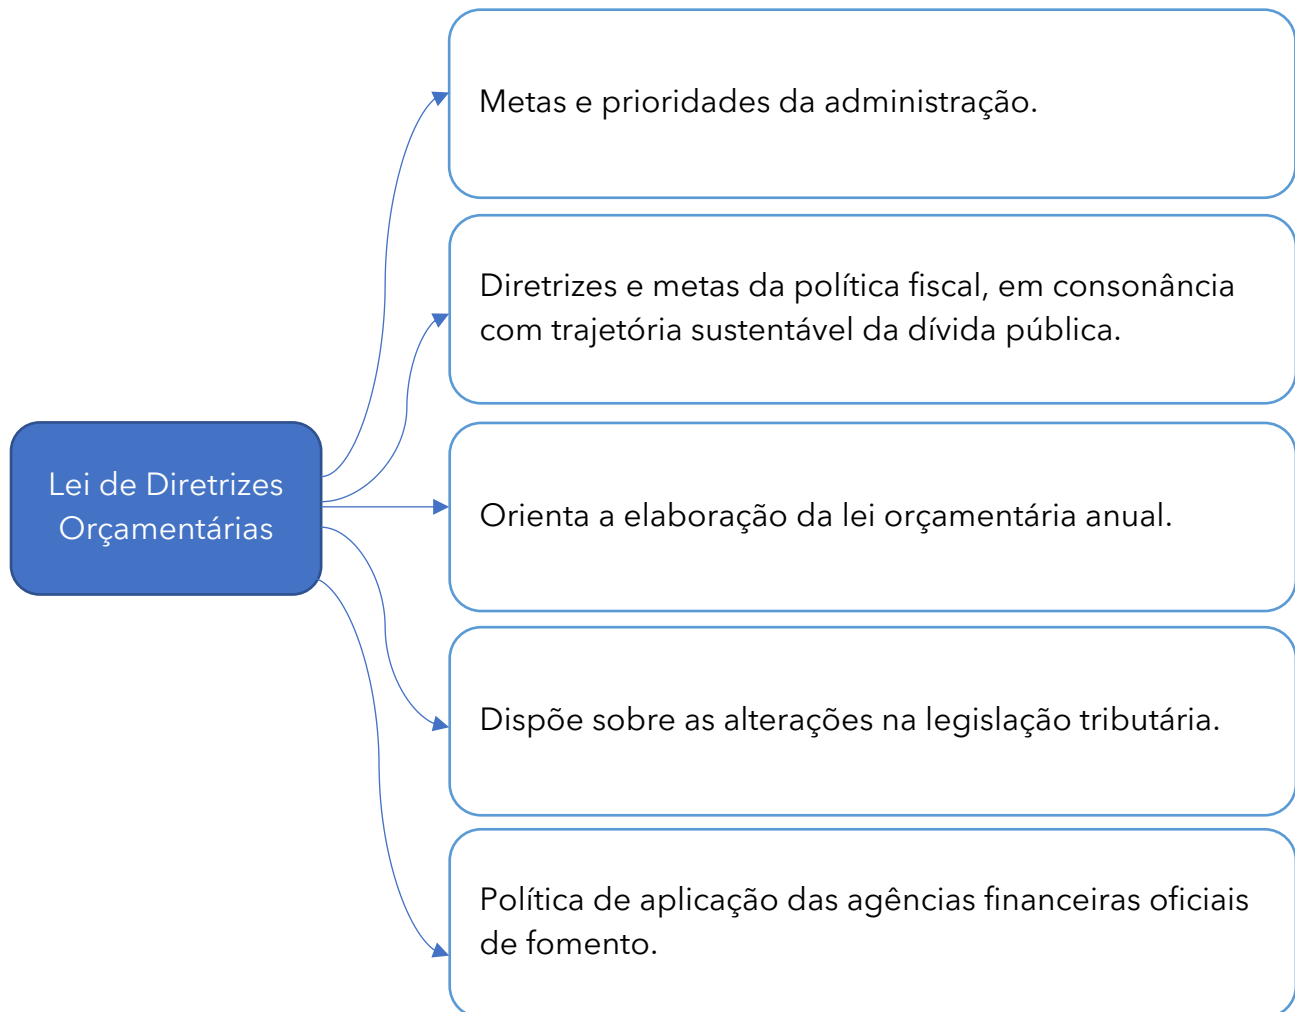 Metas e prioridades da administração.
Diretrizes e metas da política fiscal, em consonância
com trajetória sustentável da dívida pública.
Lei de Diretrizes
Orçamentárias
Orienta a elaboração da lei orçamentária anual.
Dispõe sobre as alterações na legislação tributária.
Política de aplicação das agências financeiras oficiais
de fomento.